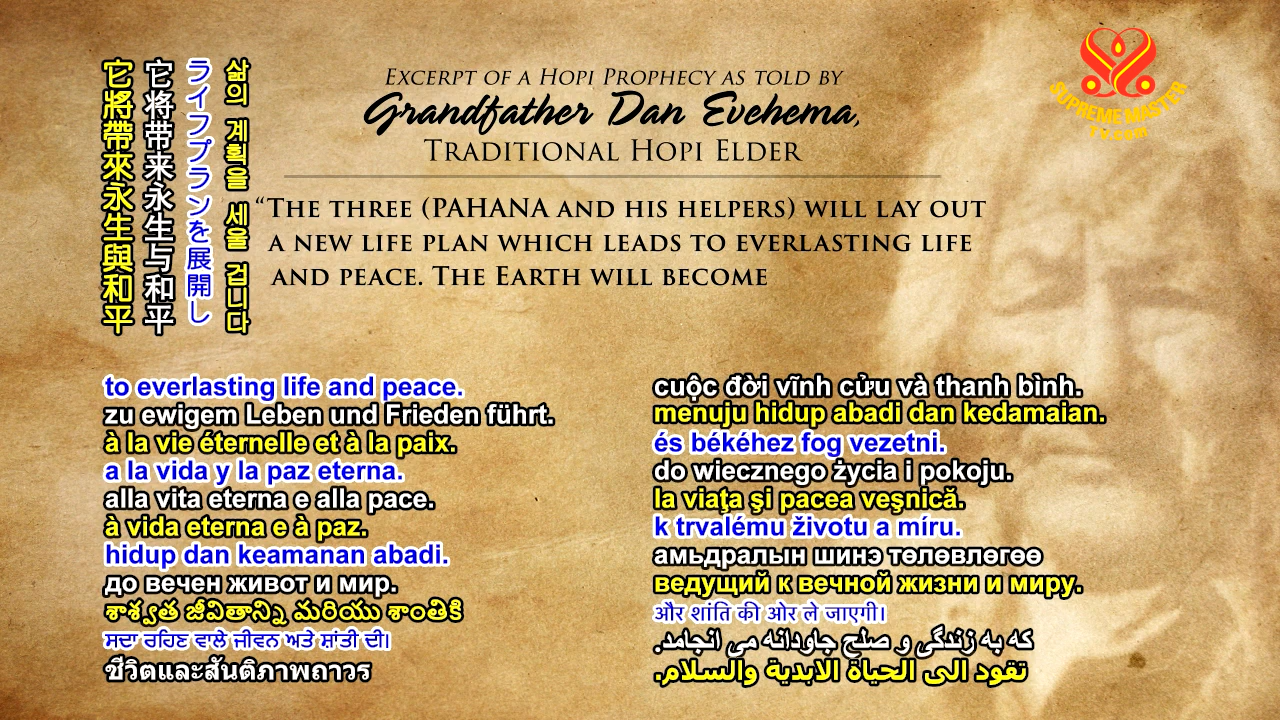 它將帶來永生與和平
它将带来永生与和平
ライフプランを展開し
삶의 계획을 세울 겁니다
EXCERPT OF A HOPI PROPHECY AS TOLD BY
Grandfather Dan Evehema,
TRADITIONAL HOPI ELDER
“THE THREE (PAHANA AND HIS HELPERS) WILL LAY OUT
A NEW LIFE PLAN WHICH LEADS TO EVERLASTING LIFE
AND PEACE. THE EARTH WILL BECOME
SUPREME MASTER
TV.com
to everlasting life and peace.
zu ewigem Leben und Frieden führt.
à la vie éternelle et à la paix.
a la vida y la paz eterna.
alla vita eterna e alla pace.
à vida eterna e à paz.
hidup dan keamanan abadi.
до вечен живот и мир.
శాశ్వత జీవితాన్ని మరియు శాంతికి
ਸਦਾ ਰਹਿਣ ਵਾਲੇ ਜੀਵਨ ਅਤੇ ਸ਼ਾਂਤੀ ਦੀ।
ชีวิตและสันติภาพถาวร
cuộc đời vĩnh cửu và thanh bình.
menuju hidup abadi dan kedamaian.
és békéhez fog vezetni.
do wiecznego życia i pokoju.
la viaţa şi pacea veşnică.
k trvalému životu a míru.
амьдралын шинэ төлөвлөгөө
ведущий к вечной жизни и миру.
और शांति की ओर ले जाएगी।
که به زندگی و صلح جاودانه می انجامد.
تقود الى الحياة الابدية والسلام.